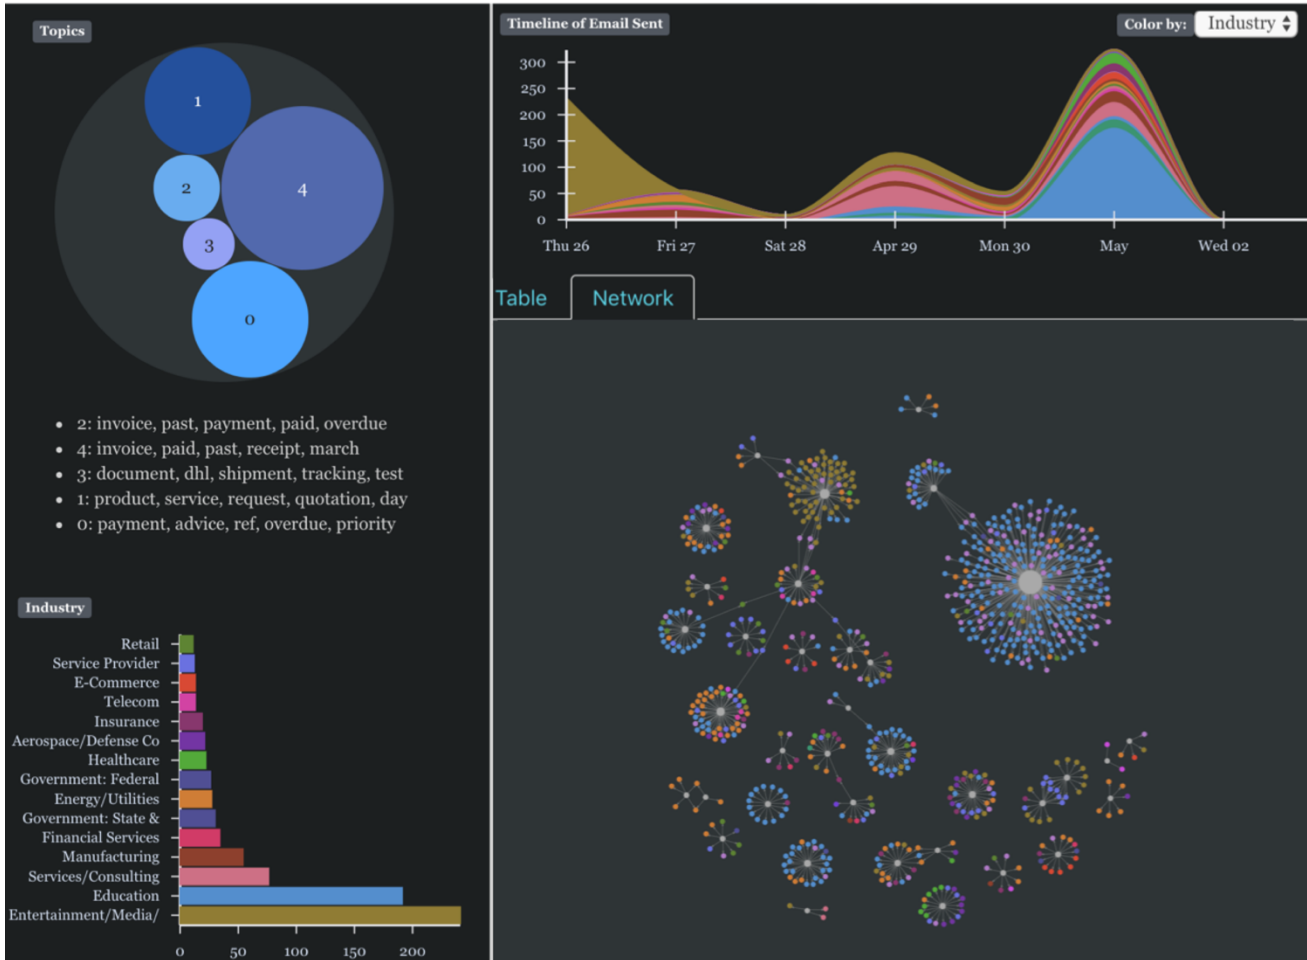 Topics
1
2
4
3
0
2: invoice, past, payment, paid, overdue
4: invoice, paid, past, receipt, march
3: document, dhl, shipment, tracking, test
1: product, service, request, quotation, day
0: payment, advice, ref, overdue, priority
Industry
Retail
Service Provider
E-Commerce
Telecom
Insurance
Aerospace/Defense Co
Healthcare
Government: Federal
Energy/Utilities
Government: State &
Financial Services
Manufacturing
Services/Consulting
Education
Entertainment/Media/
0 50 100 150 200
Timeline of Email Sent
Color by: Industry
300
250
200
150
100
50
0
Thu 26 Fri 27 Sat 28 Apr 29 Mon 30 May Wed 02
Table Network